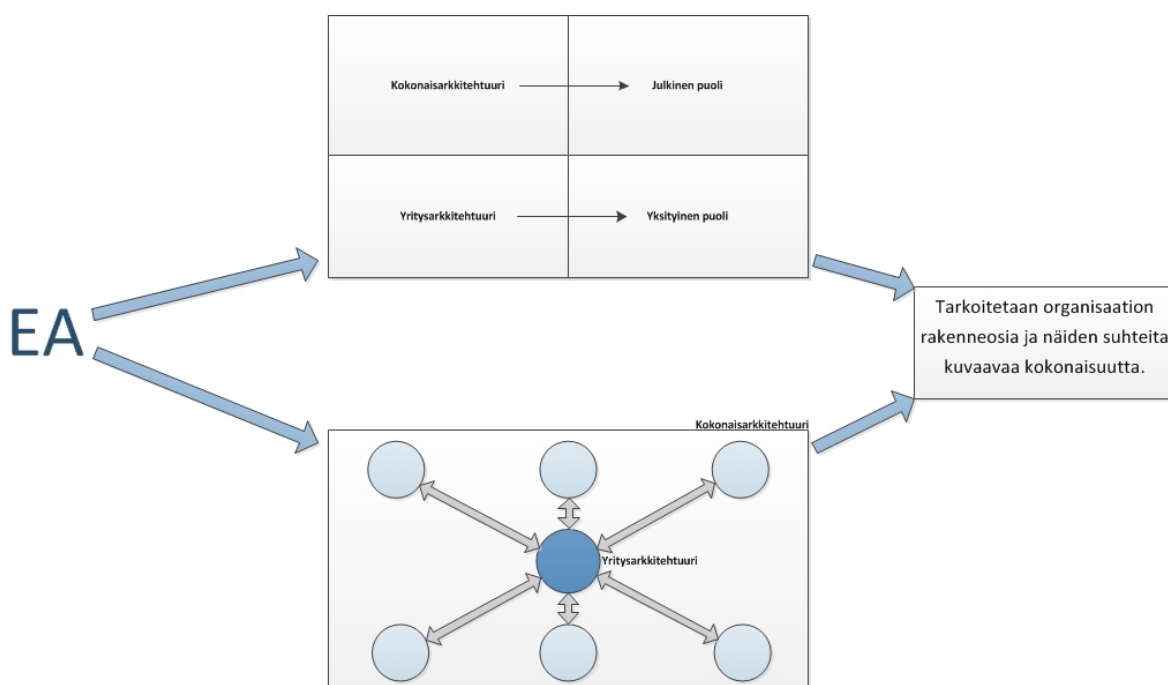 Kokonaisarkkitehtuuri
Julkinen puoli
Yritysarkkitehtuuri
Yksityinen puoli
EA
Tarkoitetaan organisaation
rakenneosia ja näiden suhteita
kuvaavaa kokonaisuutta.
Kokonaisarkkitehtuuri
Yritysarkkitehtuuri